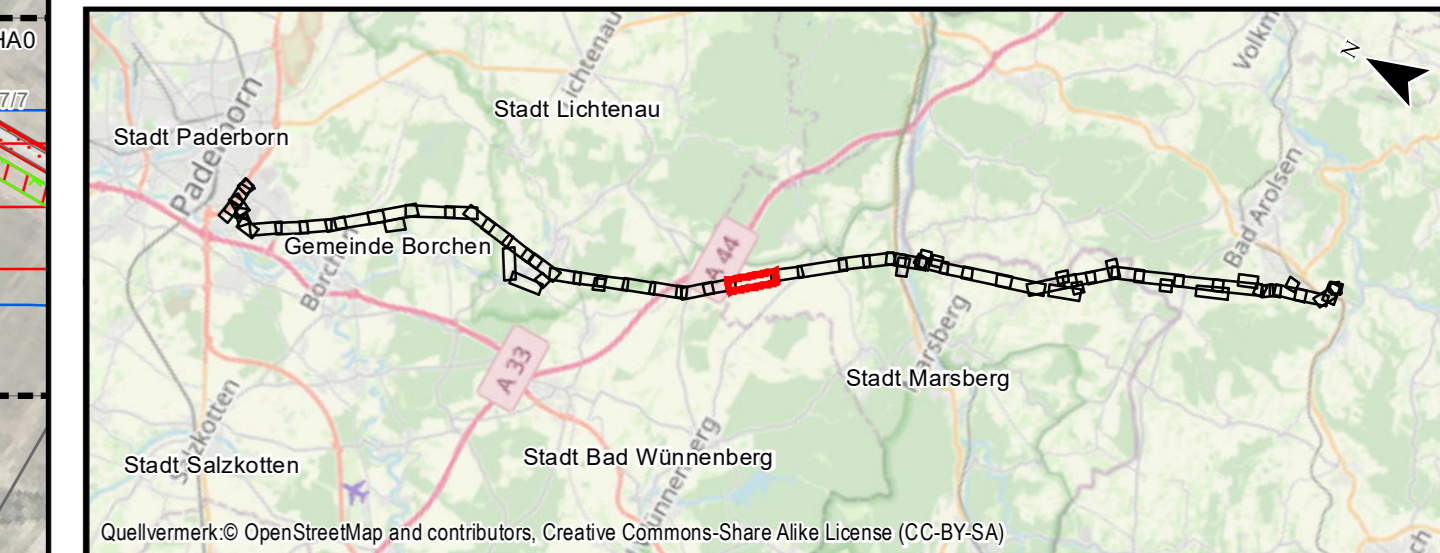 HA0
7/7
N
Volkm
Lichtenau
Stadt Lichtenau
Stadt Paderborn
Paderborn
Bad Arolsen
A 44
Gemeinde Borchen
Borchen
A 33
Marsberg
Stadt Marsberg
Salzkotten
Stadt Salzkotten
Stadt Bad Wünnenberg
Wünnenberg
Quellvermerk:© OpenStreetMap and contributors, Creative Commons-Share Alike License (CC-BY-SA)